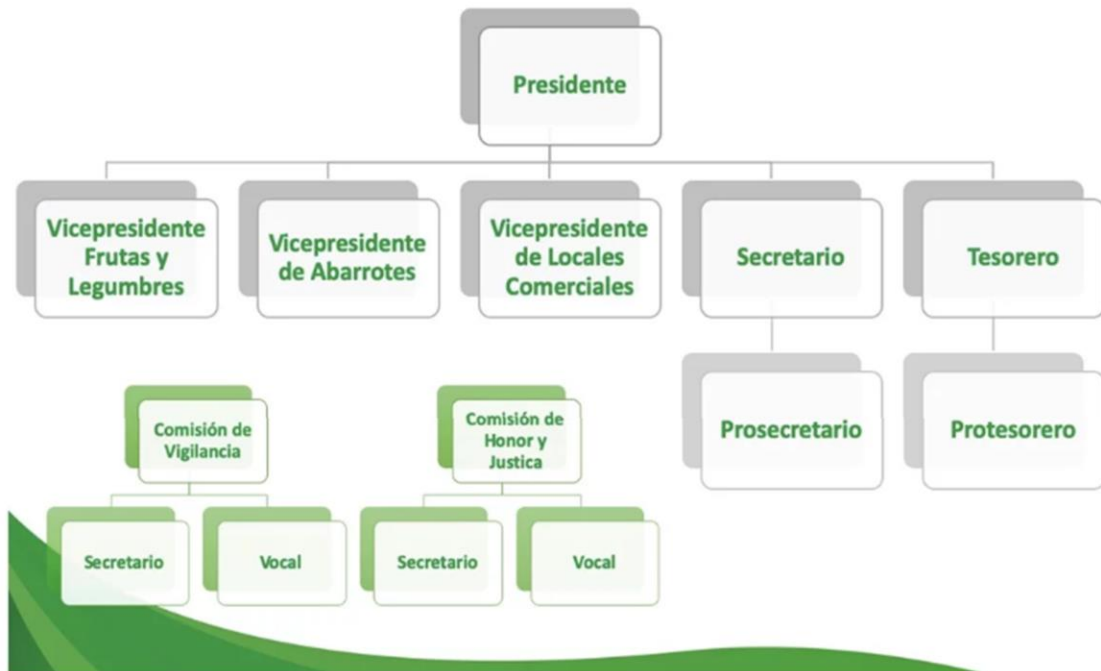 Presidente
Vicepresidente
Frutas y
Legumbres
Vicepresidente
de Abarrotes
Vicepresidente
de Locales
Comerciales
Secretario
Tesorero
Prosecretario
Protesorero
Comisión de
Vigilancia
Comisión de
Honor y
Justica
Secretario
Vocal
Secretario
Vocal